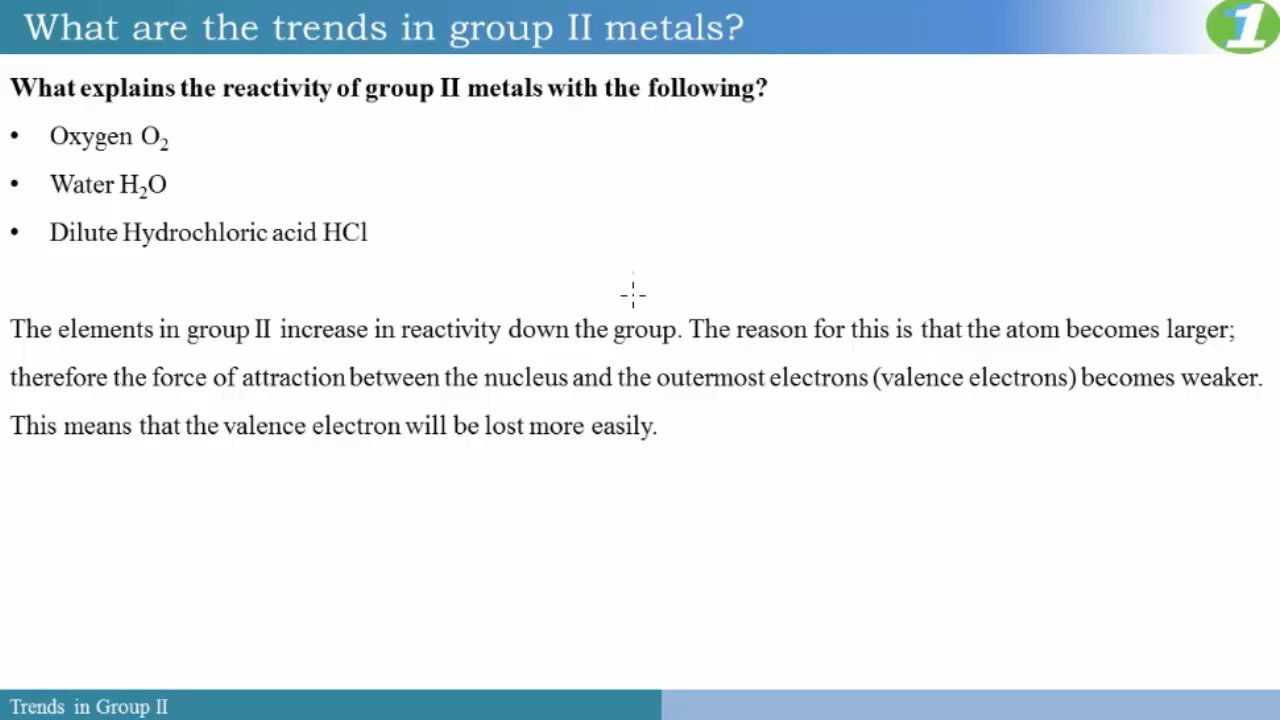 What are the trends in group II metals?
1
What explains the reactivity of group II metals with the following?
• Oxygen O₂
• Water H₂O
• Dilute Hydrochloric acid HCl
The elements in group II increase in reactivity down the group. The reason for this is that the atom becomes larger;
therefore the force of attraction between the nucleus and the outermost electrons (valence electrons) becomes weaker.
This means that the valence electron will be lost more easily.
Trends in Group II